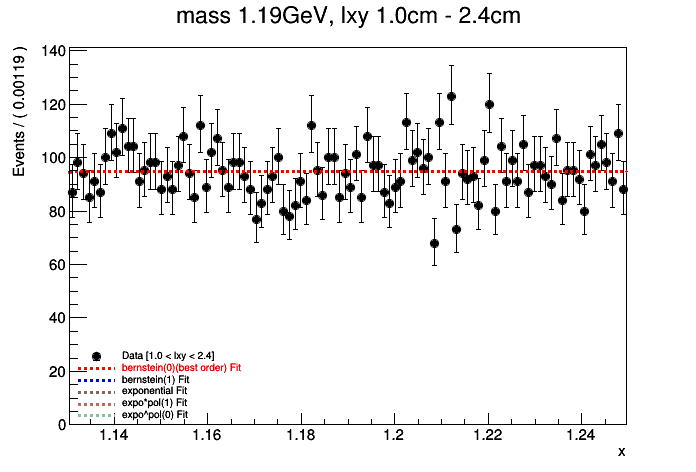 mass 1.19GeV, lxy 1.0cm - 2.4cm
Events / ( 0.00119 )
140
120
100
80
60
40
20
0
Data [1.0 < lxy < 2.4]
bernstein(0)(best order) Fit
bernstein(1) Fit
exponential Fit
expo*pol(1) Fit
expo^pol(0) Fit
1.14 1.16 1.18 1.2 1.22 1.24
x